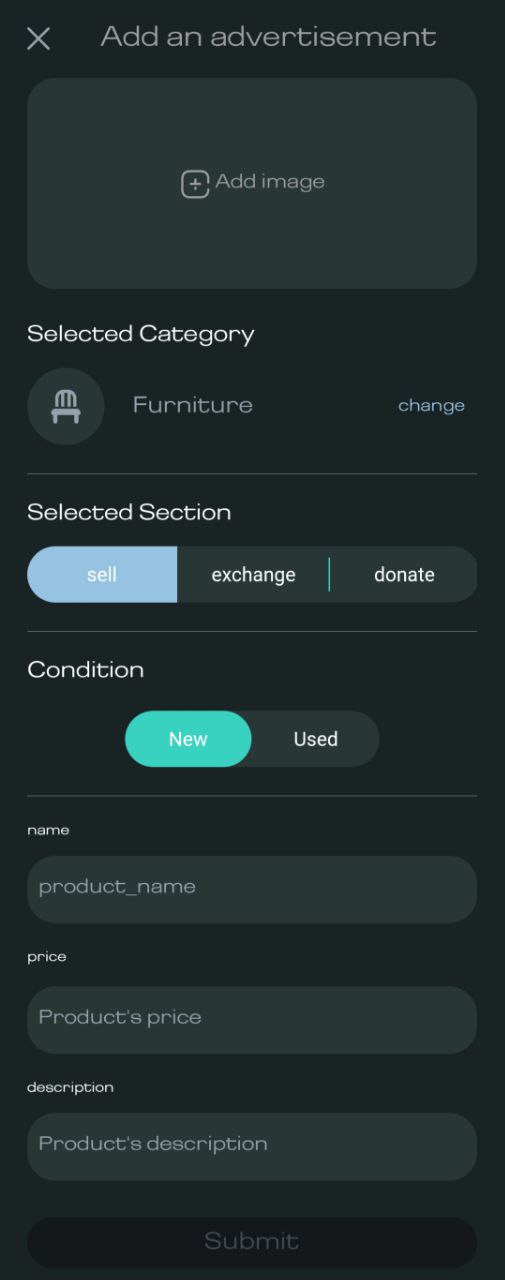 Add an advertisement
Add image
Selected Category
Furniture change
Selected Section
sell exchange donate
Condition
New Used
name
product_name
price
Product's price
description
Product's description
Submit